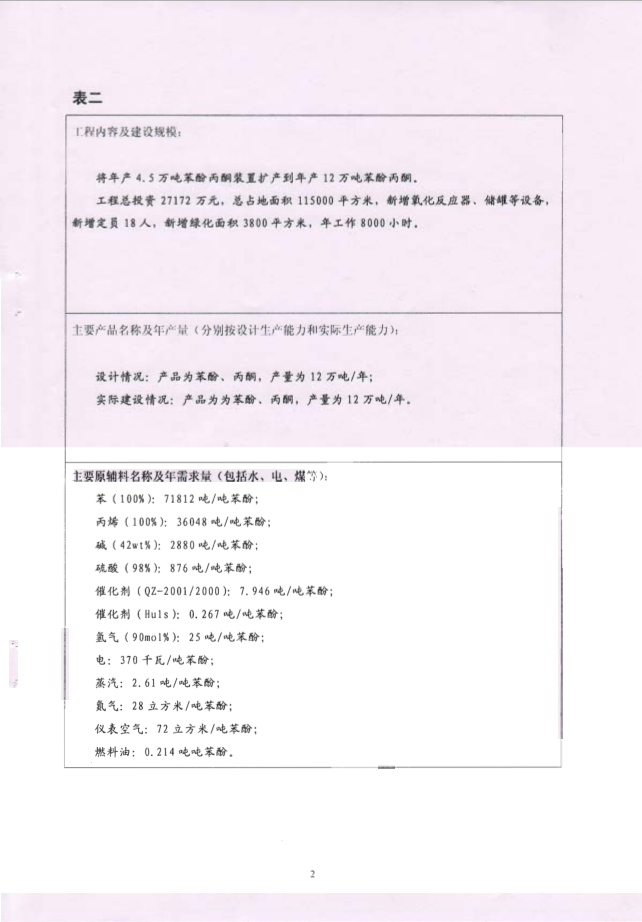 表二
工程内容及建设规模：
将年产 4.5 万吨苯酚丙酮装置扩产到年产 12 万吨苯酚丙酮。
工程总投资 27172 万元，总占地面积 115000 平方米，新增氧化反应器、储罐等设备，
新增定员 18 人，新增绿化面积 3800 平方米，年工作 8000 小时。
主要产品名称及年产量（分别按设计生产能力和实际生产能力）：
设计情况：产品为苯酚、丙酮，产量为 12 万吨/年；
实际建设情况：产品为为苯酚、丙酮，产量为 12 万吨/年。
主要原辅料名称及年需求量（包括水、电、煤等）：
苯（100%）：71812 吨/吨苯酚；
丙烯（100%）：36048 吨/吨苯酚；
碱（42wt%）：2880 吨/吨苯酚；
硫酸（98%）：876 吨/吨苯酚；
催化剂（QZ-2001/2000）：7.946 吨/吨苯酚；
催化剂（Huls）：0.267 吨/吨苯酚；
氢气（90mol%）：25 吨/吨苯酚；
电：370 千瓦/吨苯酚；
蒸汽：2.61 吨/吨苯酚；
氮气：28 立方米/吨苯酚；
仪表空气：72 立方米/吨苯酚；
燃料油：0.214 吨吨苯酚。
2